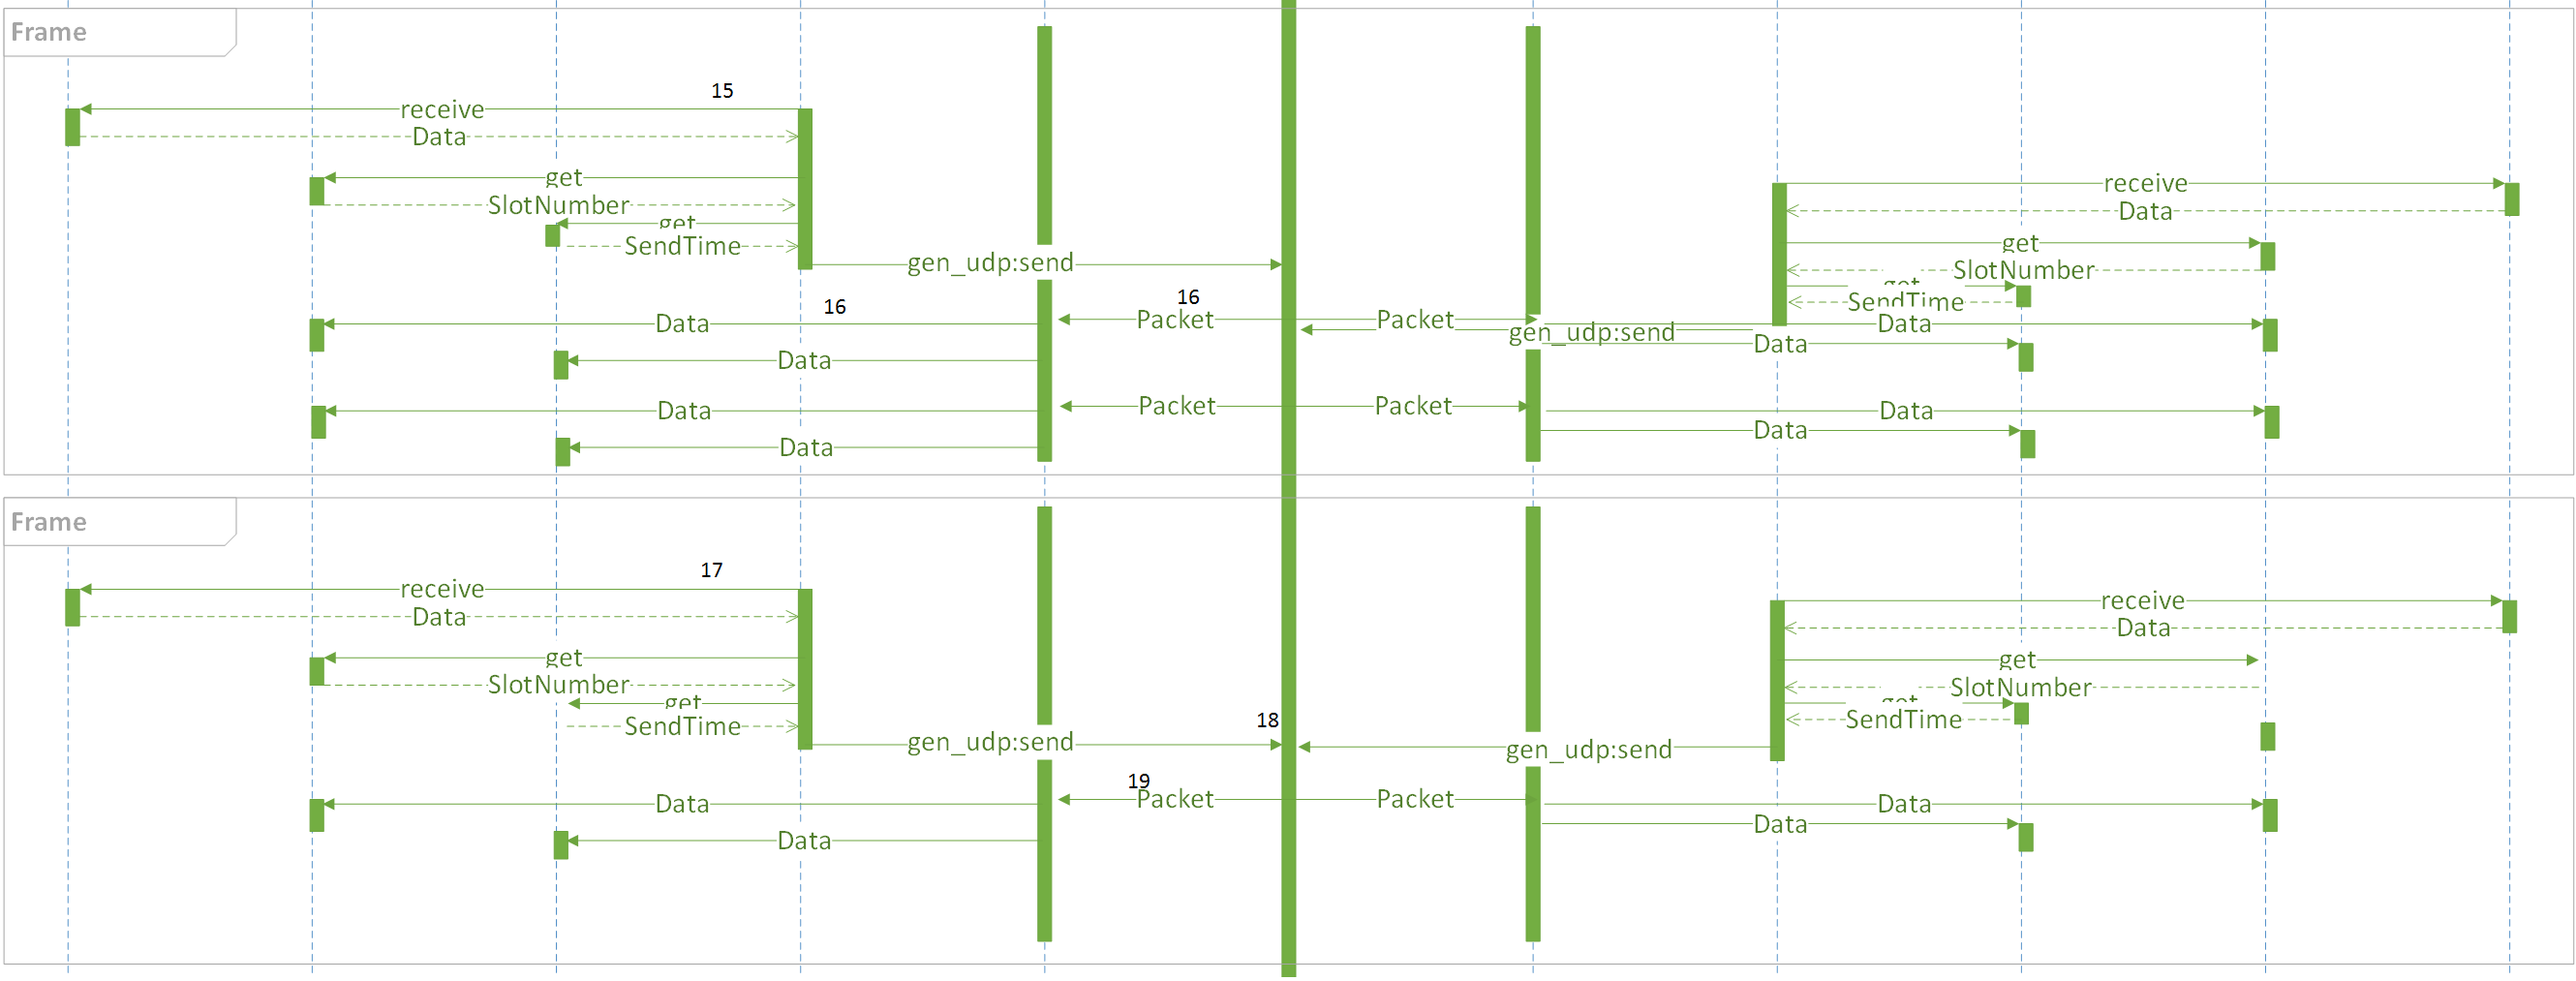 Frame
15
receive
Data
get
SlotNumber
get
SendTime
gen_udp:send
receive
Data
get
SlotNumber
get
SendTime
16
16
Data
Packet
Packet
gen_udp:send
Data
Data
Data
Data
Packet
Packet
Data
Data
Data
Data
Frame
17
receive
Data
get
SlotNumber
get
SendTime
gen_udp:send
18
receive
Data
get
SlotNumber
get
SendTime
gen_udp:send
19
Data
Packet
Packet
Data
Data
Data